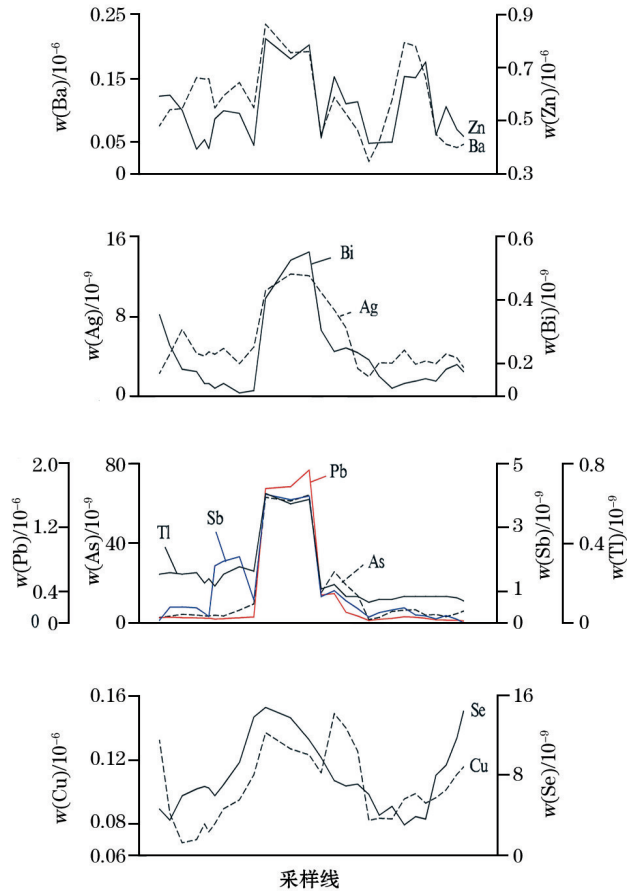 0.25
0.15
0.05
0
w(Ba)/10⁻⁶
0.9
0.7
0.5
0.3
w(Zn)/10⁻⁶
Zn
Ba
16
8
0
w(Ag)/10⁻⁹
0.6
0.4
0.2
0
w(Bi)/10⁻⁹
Bi
Ag
2.0
1.2
0.4
0
w(Pb)/10⁻⁶
80
40
0
w(As)/10⁻⁹
5
3
1
0
w(Sb)/10⁻⁹
0.8
0.4
0
w(Tl)/10⁻⁹
Pb
Sb
Tl
As
0.16
0.12
0.08
0.06
w(Cu)/10⁻⁶
16
8
0
w(Se)/10⁻⁹
Se
Cu
采样线